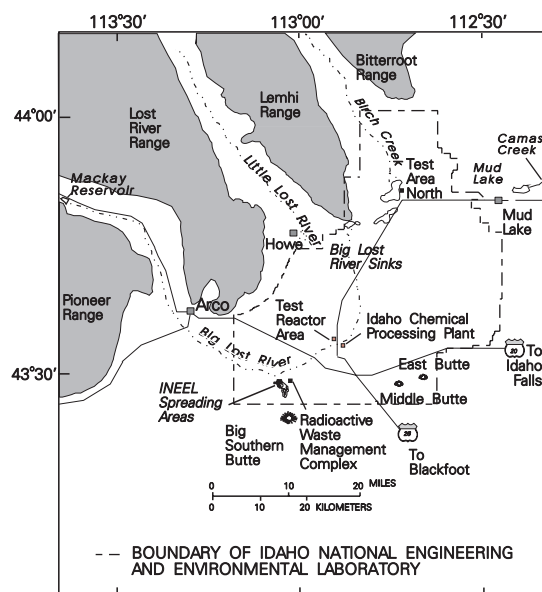 113°30'
113°00'
112°30'
44°00'
43°30'
Bitterroot
Range
Lemhi
Range
Lost
River
Range
Birch Creek
Camas
Creek
Mud
Lake
Test
Area
North
Mackay
Reservoir
Little Lost River
Mud
Lake
Howe
Big Lost
River Sinks
Pioneer
Range
Arco
Test
Reactor
Area
Idaho Chemical
Processing Plant
Big Lost River
20
To
Idaho
Falls
East Butte
Middle Butte
INEEL
Spreading
Areas
Big
Southern
Butte
Radioactive
Waste
Management
Complex
26
To
Blackfoot
0 10 20 MILES
0 10 20 KILOMETERS
BOUNDARY OF IDAHO NATIONAL ENGINEERING
AND ENVIRONMENTAL LABORATORY